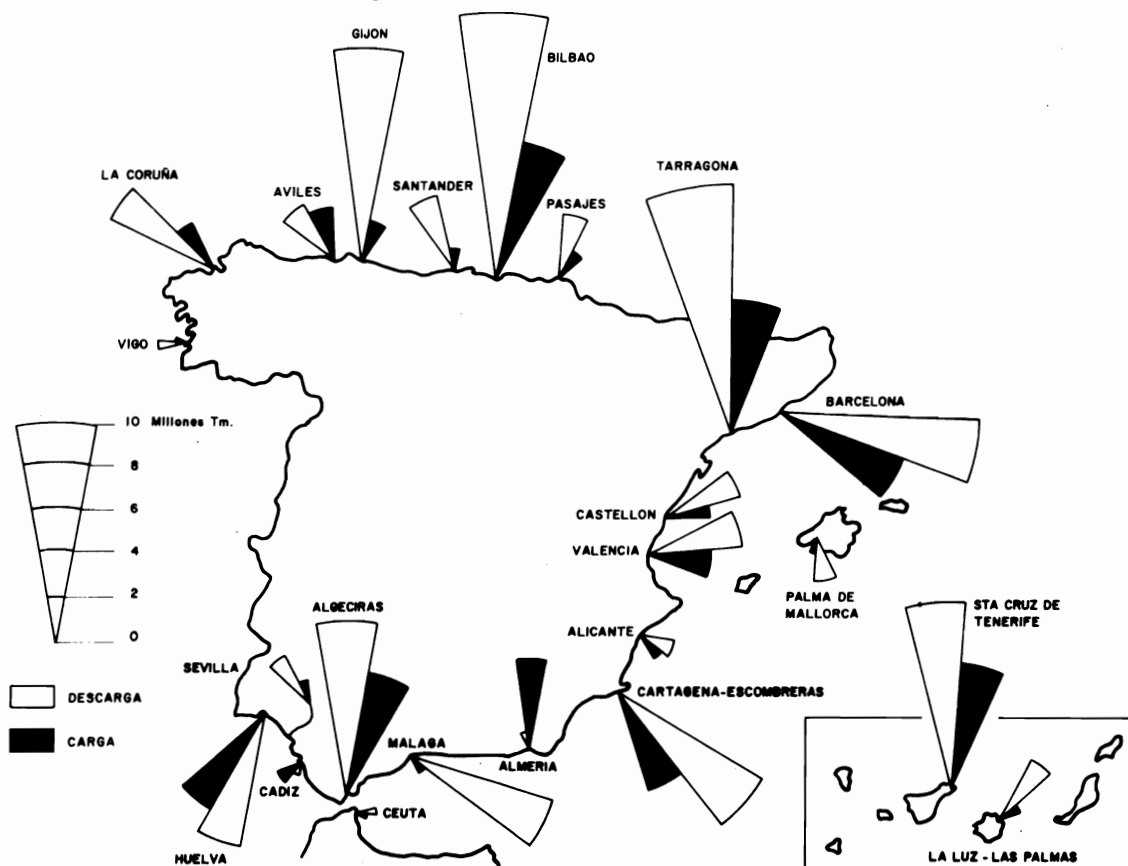 GIJON
BILBAO
TARRAGONA
LA CORUÑA
AVILES
SANTANDER
PASAJES
VIGO
BARCELONA
10 Millones Tm.
8
6
4
2
0
CASTELLON
VALENCIA
PALMA DE
MALLORCA
ALGECIRAS
ALICANTE
STA CRUZ DE
TENERIFE
SEVILLA
CARTAGENA-ESCOMBRERAS
DESCARGA
CARGA
MALAGA
ALMERIA
CADIZ
CEUTA
HUELVA
LA LUZ - LAS PALMAS